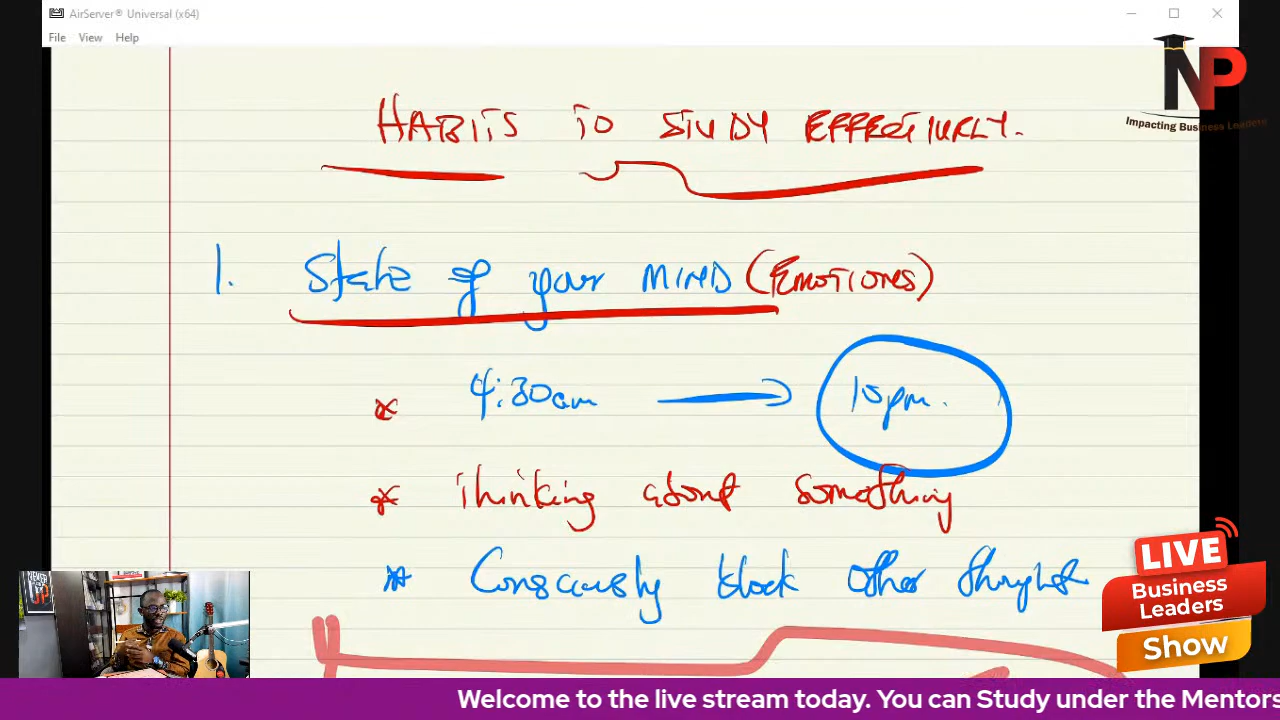 AirServer® Universal (x64)
File View Help
NP
Impacting Business Leaders
HABITS TO STUDY EFFECTIVELY.
1. State of your MIND (EMOTIONS)
* 4:30am → 10pm.
* Thinking about something
* Consciously block other thoughts
LIVE
Business
Leaders
Show
Welcome to the live stream today. You can Study under the Mentors